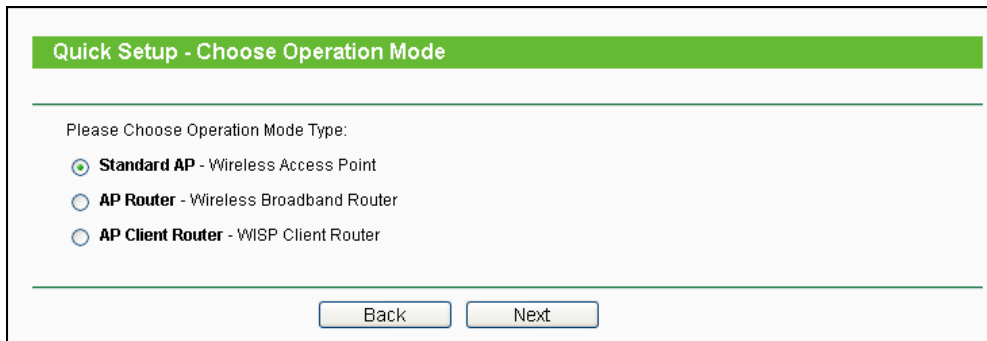 Quick Setup - Choose Operation Mode
Please Choose Operation Mode Type:
Standard AP - Wireless Access Point
AP Router - Wireless Broadband Router
AP Client Router - WISP Client Router
Back Next